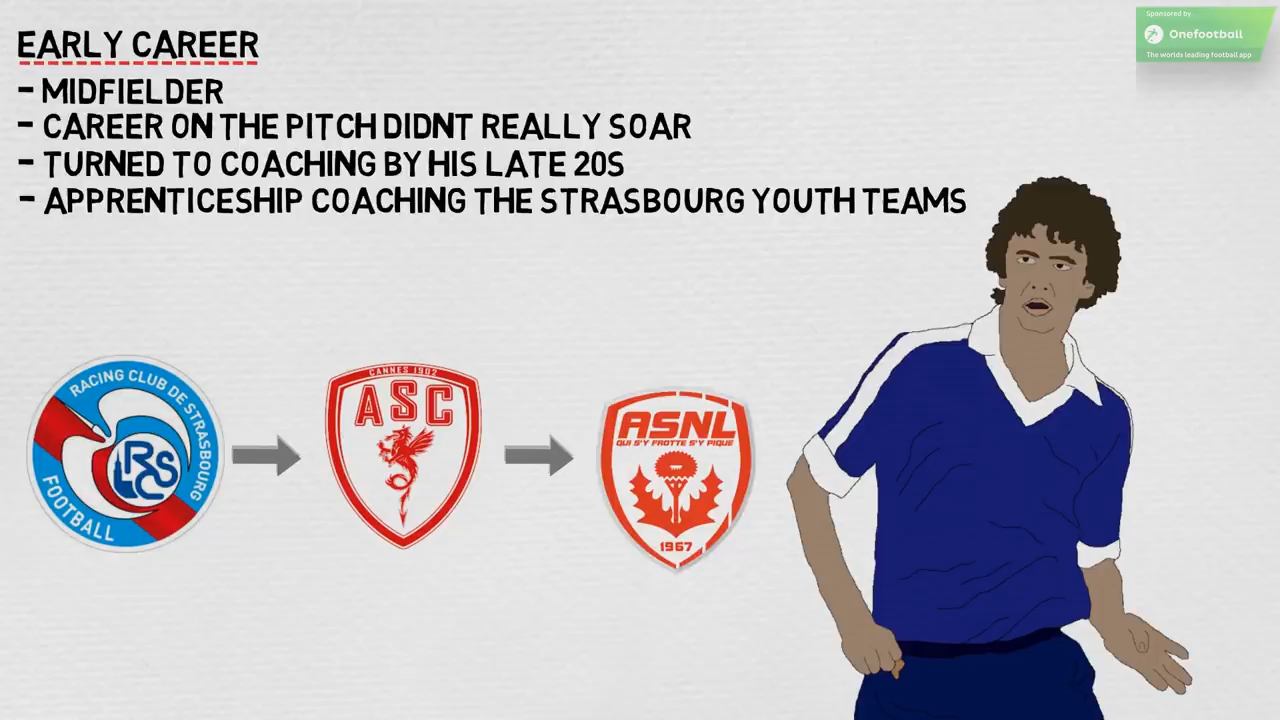 EARLY CAREER
- MIDFIELDER
- CAREER ON THE PITCH DIDNT REALLY SOAR
- TURNED TO COACHING BY HIS LATE 20S
- APPRENTICESHIP COACHING THE STRASBOURG YOUTH TEAMS
Sponsored by
Onefootball
The worlds leading football app
RACING CLUB DE STRASBOURG
RCS
FOOTBALL
CANNES 1902
ASC
ASNL
QUI S'Y FROTTE S'Y PIQUE
1967